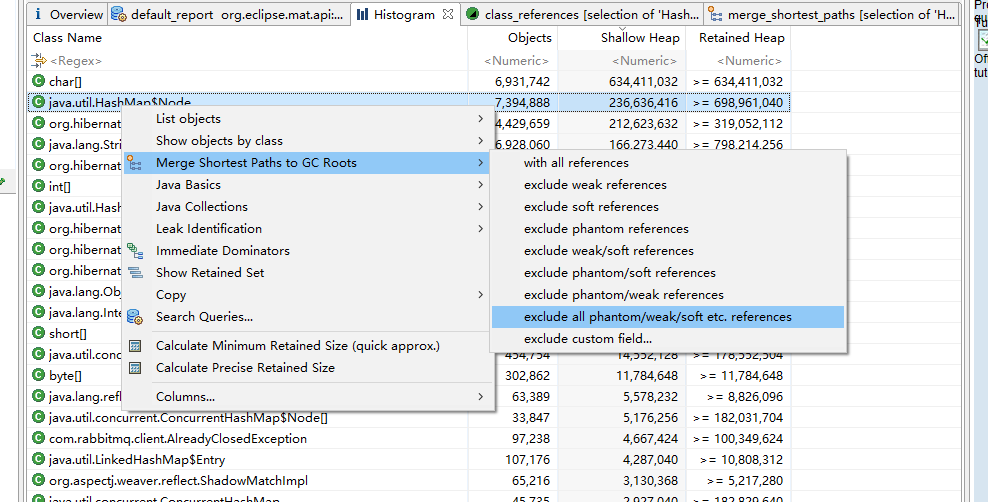 Overview default_report org.eclipse.mat.api:... Histogram class_references [selection of 'Hash... merge_shortest_paths [selection of 'H...
Class Name Objects Shallow Heap Retained Heap
<Regex> <Numeric> <Numeric> <Numeric>
char[] 6,931,742 634,411,032 >= 634,411,032
java.util.HashMap$Node 7,394,888 236,636,416 >= 698,961,040
org.hibernat 4,429,659 212,623,632 >= 319,052,112
java.lang.Stri 6,928,060 166,273,440 >= 798,214,256
org.hibernat
int[]
java.util.Hash
org.hibernat
org.hibernat
org.hibernat
java.lang.Obj
java.lang.Inte
short[]
java.util.conc 454,754 14,552,128 >= 178,552,504
byte[] 302,862 11,784,648 >= 11,784,648
java.lang.refl 63,389 5,578,232 >= 8,826,096
java.util.concurrent.ConcurrentHashMap$Node[] 33,847 5,176,256 >= 182,031,704
com.rabbitmq.client.AlreadyClosedException 97,238 4,667,424 >= 100,349,624
java.util.LinkedHashMap$Entry 107,176 4,287,040 >= 10,808,312
org.aspectj.weaver.reflect.ShadowMatchImpl 65,216 3,130,368 >= 5,217,280
java.util.concurrent.ConcurrentHashMap 45,735 2,927,040 >= 182,829,640
List objects
Show objects by class
Merge Shortest Paths to GC Roots
Java Basics
Java Collections
Leak Identification
Immediate Dominators
Show Retained Set
Copy
Search Queries...
Calculate Minimum Retained Size (quick approx.)
Calculate Precise Retained Size
Columns...
with all references
exclude weak references
exclude soft references
exclude phantom references
exclude weak/soft references
exclude phantom/soft references
exclude phantom/weak references
exclude all phantom/weak/soft etc. references
exclude custom field...
Off
tut